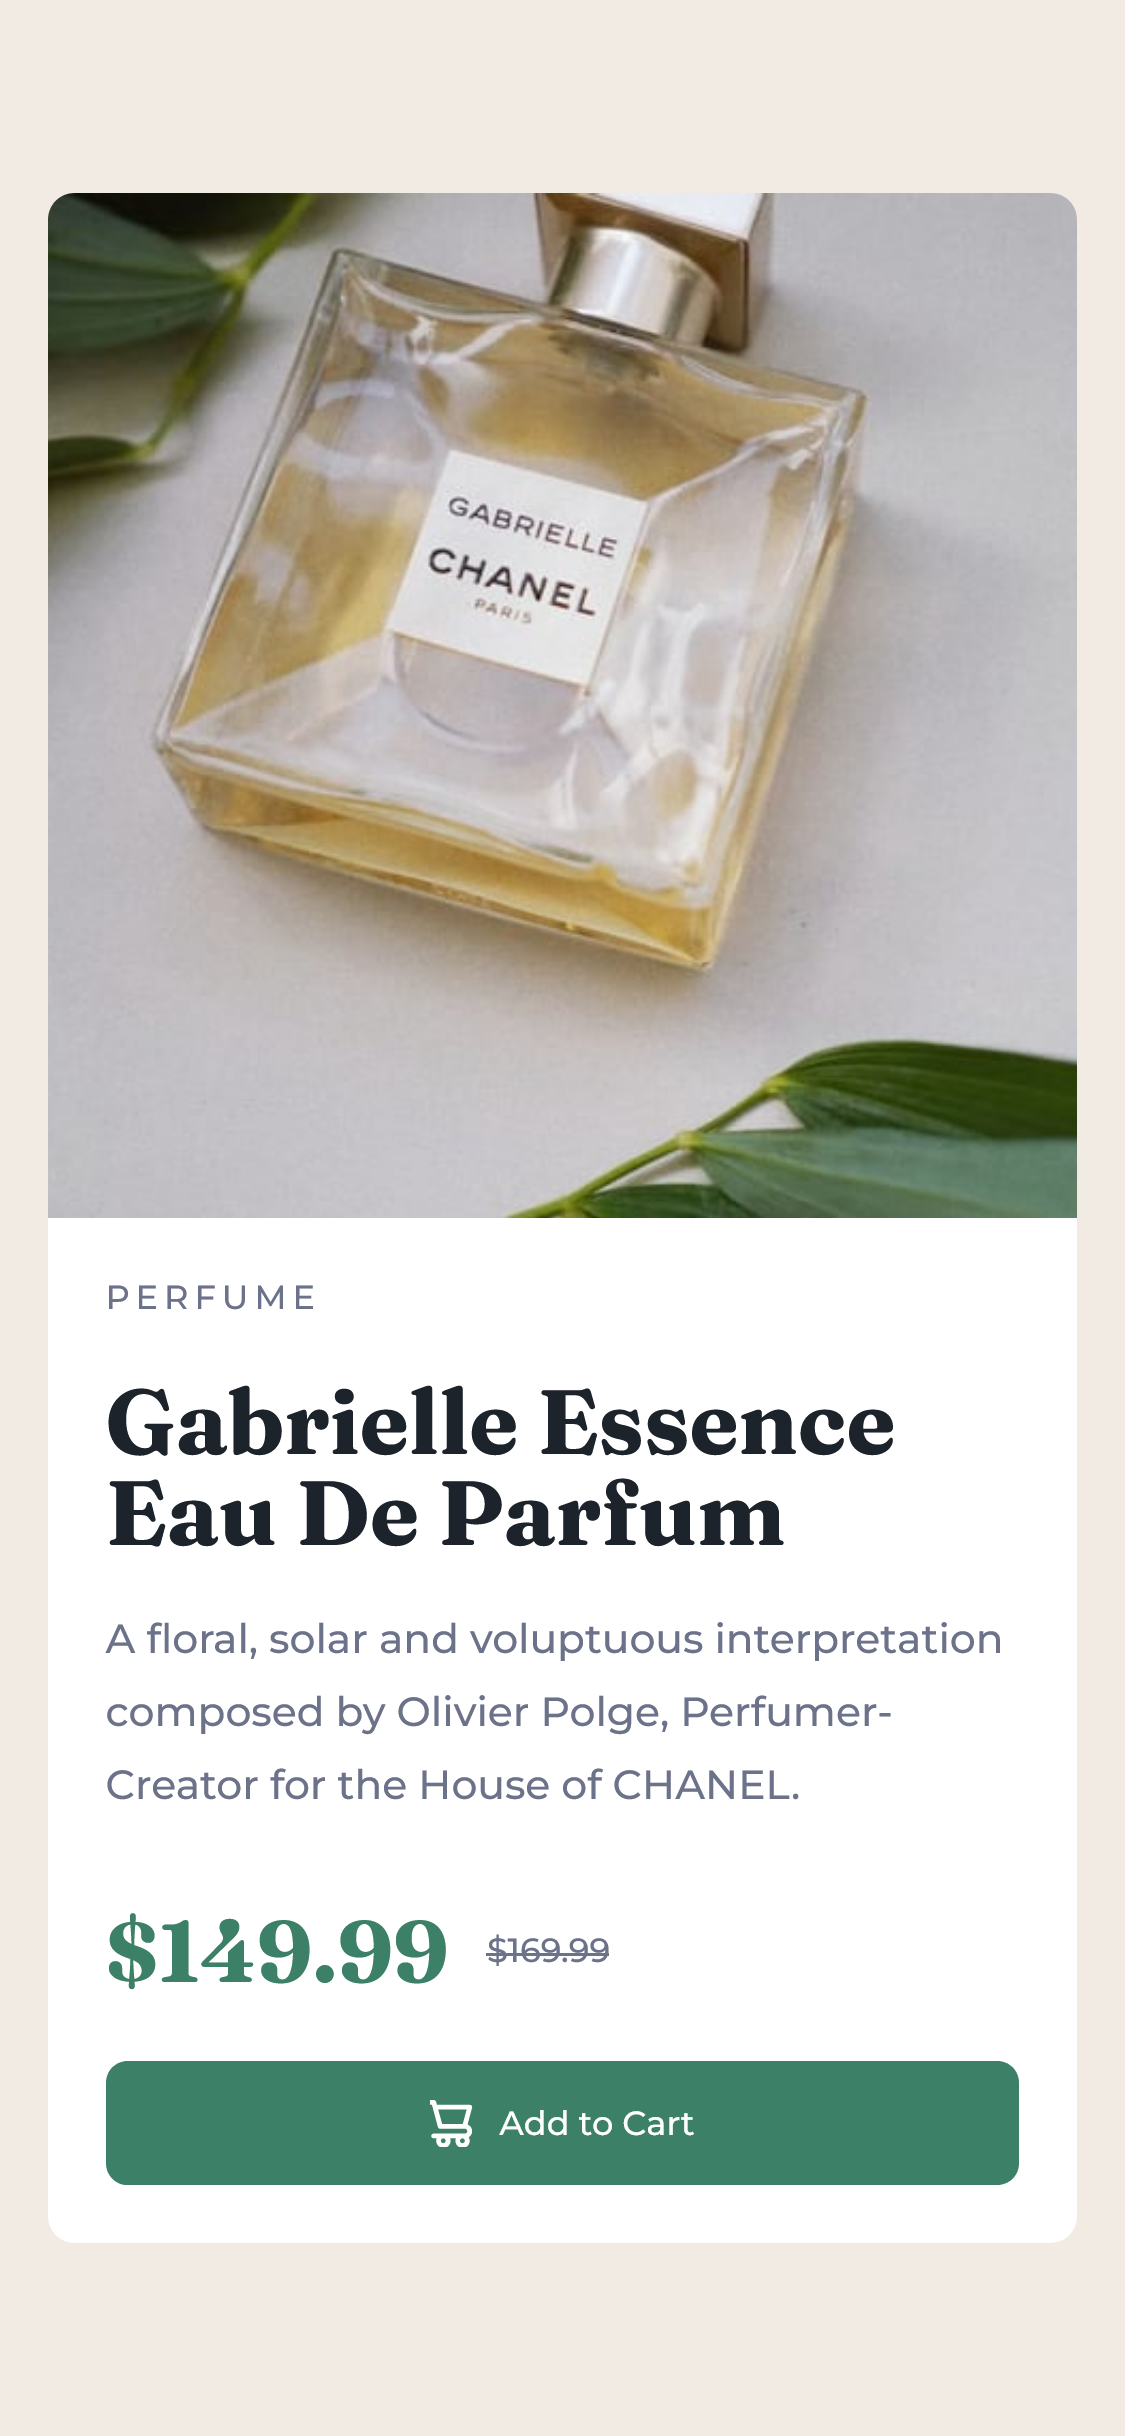 GABRIELLE
CHANEL
PARIS
PERFUME
Gabrielle Essence
Eau De Parfum
A floral, solar and voluptuous interpretation
composed by Olivier Polge, Perfumer-
Creator for the House of CHANEL.
$149.99 $169.99
Add to Cart